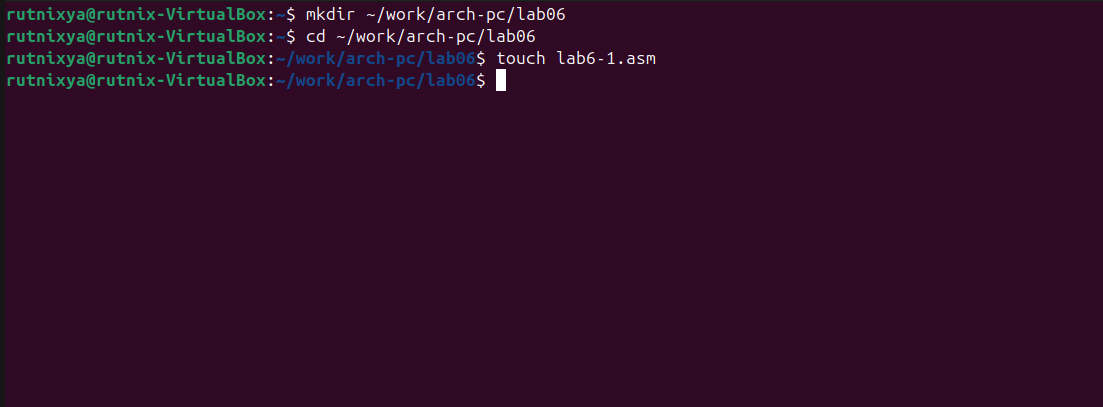 rutnixya@rutnix-VirtualBox:~$ mkdir ~/work/arch-pc/lab06
rutnixya@rutnix-VirtualBox:~$ cd ~/work/arch-pc/lab06
rutnixya@rutnix-VirtualBox:~/work/arch-pc/lab06$ touch lab6-1.asm
rutnixya@rutnix-VirtualBox:~/work/arch-pc/lab06$